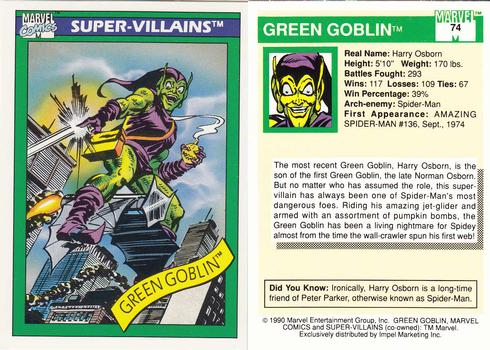 MARVEL
COMICS
SUPER-VILLAINS™
GREEN GOBLIN™
GREEN GOBLIN™
MARVEL
74
Real Name: Harry Osborn
Height: 5'10" Weight: 170 lbs.
Battles Fought: 293
Wins: 117 Losses: 109 Ties: 67
Win Percentage: 39%
Arch-enemy: Spider-Man
First Appearance: AMAZING
SPIDER-MAN #136, Sept., 1974
The most recent Green Goblin, Harry Osborn, is
the son of the first Green Goblin, the late Norman Osborn.
But no matter who has assumed the role, this super-
villain has always been one of Spider-Man's most
dangerous foes. Riding his amazing jet-glider and
armed with an assortment of pumpkin bombs, the
Green Goblin has been a living nightmare for Spidey
almost from the time the wall-crawler spun his first web!
Did You Know: Ironically, Harry Osborn is a long-
time friend of Peter Parker, otherwise known as Spider-Man.
© 1990 Marvel Entertainment Group, Inc. GREEN GOBLIN, MARVEL
COMICS and SUPER-VILLAINS (co-owned): TM Marvel.
Exclusively distributed by Impel Marketing Inc.